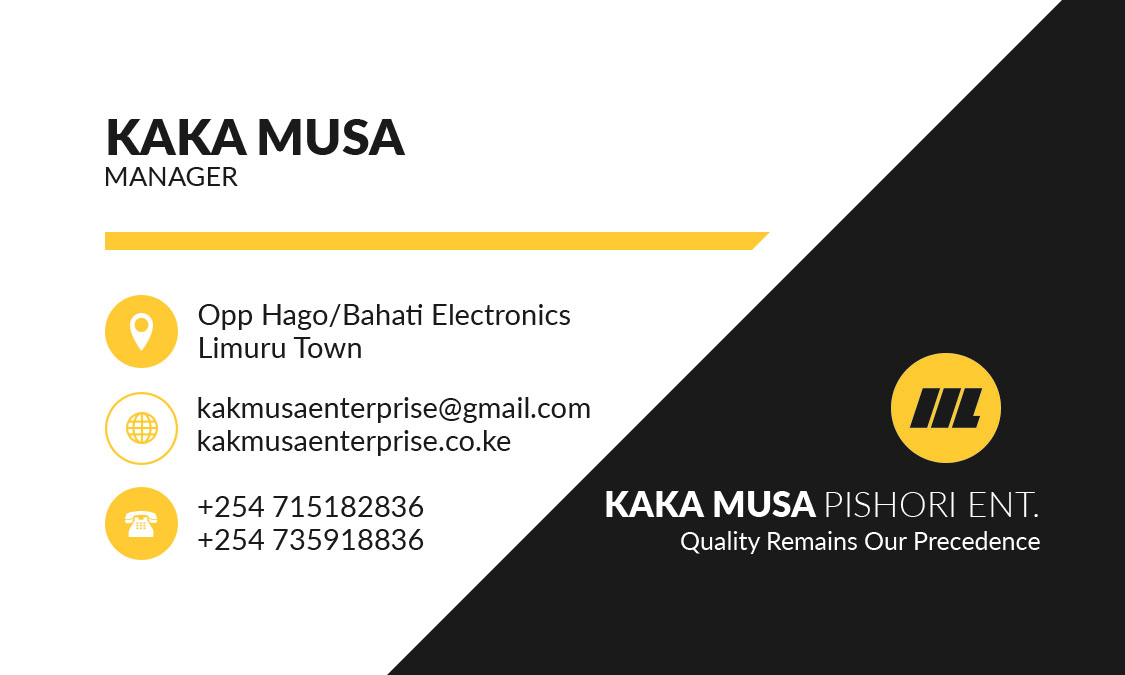 KAKA MUSA
MANAGER
Opp Hago/Bahati Electronics
Limuru Town
kakmusaenterprise@gmail.com
kakmusaenterprise.co.ke
+254 715182836
+254 735918836
KAKA MUSA PISHORI ENT.
Quality Remains Our Precedence